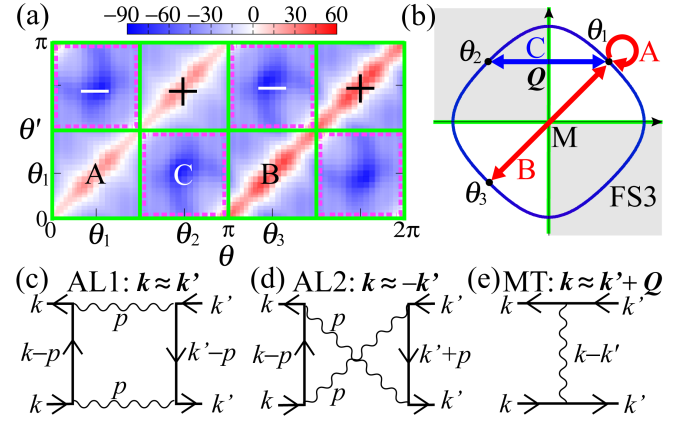 (a)
−90 −60 −30 0 30 60
π
θ'
θ₁
0
− + − +
A C B
0 θ₁ θ₂ π θ₃ 2π
θ
(b)
θ₂ C θ₁ A
Q
M
B
θ₃
FS3
(c) AL1: k ≈ k'
k p k'
k−p k'−p
k p k'
(d) AL2: k ≈ −k'
k p k'
k−p k'+p
k p k'
(e) MT: k ≈ k'+ Q
k k'
k−k'
k k'